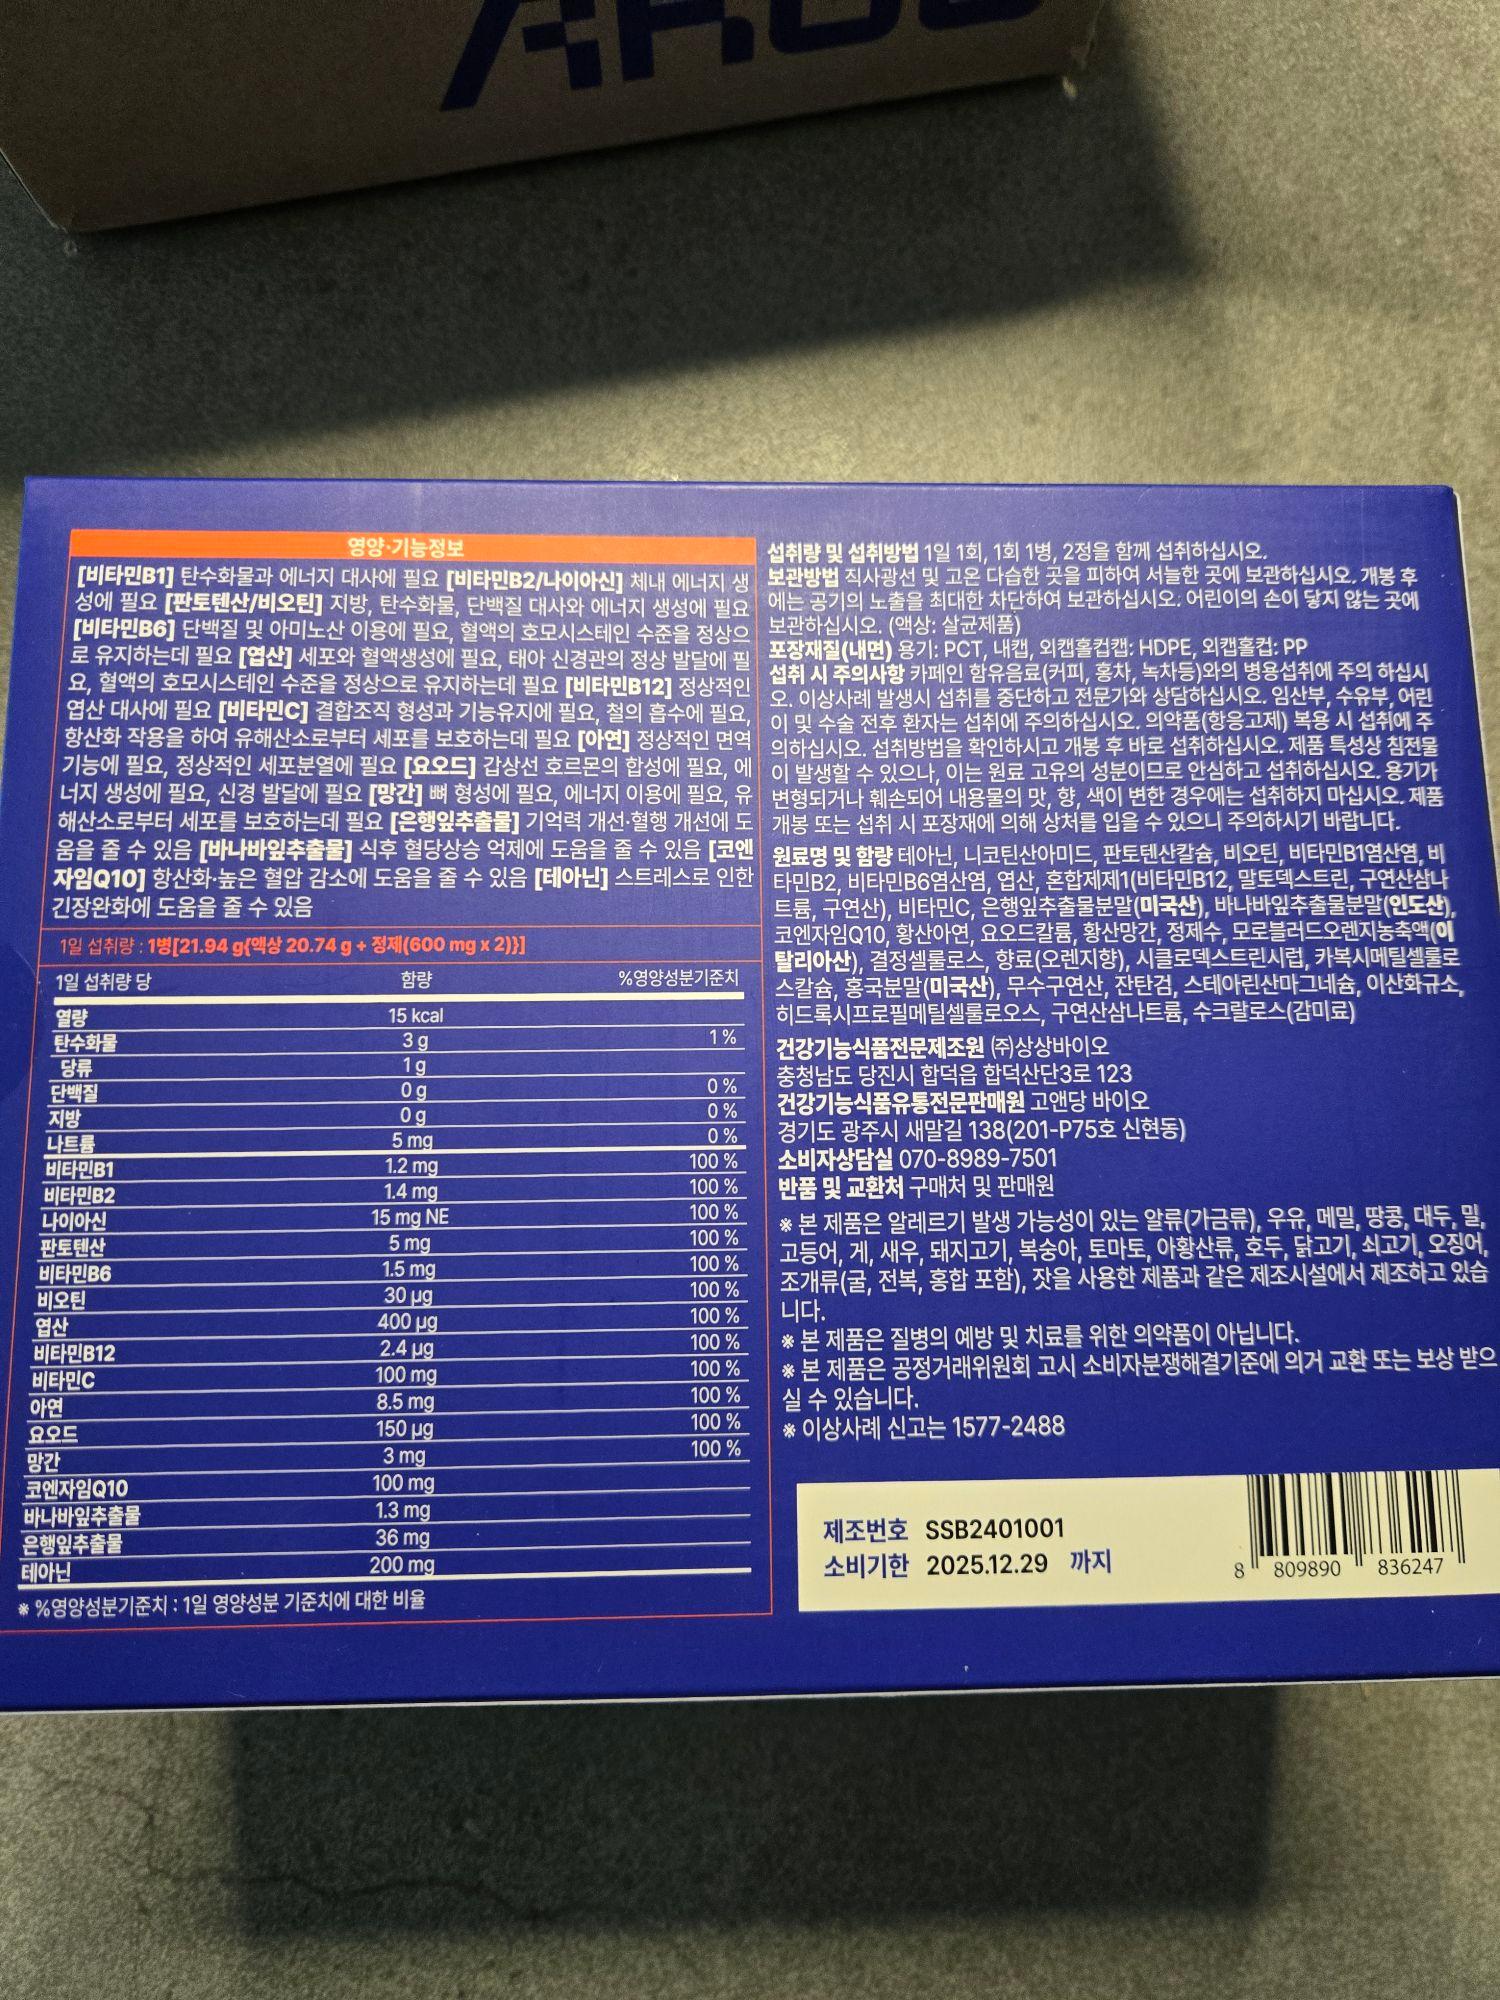 영양·기능정보
[비타민B1] 탄수화물과 에너지 대사에 필요 [비타민B2/나이아신] 체내 에너지 생
성에 필요 [판토텐산/비오틴] 지방, 탄수화물, 단백질 대사와 에너지 생성에 필요
[비타민B6] 단백질 및 아미노산 이용에 필요, 혈액의 호모시스테인 수준을 정상으
로 유지하는데 필요 [엽산] 세포와 혈액생성에 필요, 태아 신경관의 정상 발달에 필
요, 혈액의 호모시스테인 수준을 정상으로 유지하는데 필요 [비타민B12] 정상적인
엽산 대사에 필요 [비타민C] 결합조직 형성과 기능유지에 필요, 철의 흡수에 필요,
항산화 작용을 하여 유해산소로부터 세포를 보호하는데 필요 [아연] 정상적인 면역
기능에 필요, 정상적인 세포분열에 필요 [요오드] 갑상선 호르몬의 합성에 필요, 에
너지 생성에 필요, 신경 발달에 필요 [망간] 뼈 형성에 필요, 에너지 이용에 필요, 유
해산소로부터 세포를 보호하는데 필요 [은행잎추출물] 기억력 개선·혈행 개선에 도
움을 줄 수 있음 [바나바잎추출물] 식후 혈당상승 억제에 도움을 줄 수 있음 [코엔
자임Q10] 항산화·높은 혈압 감소에 도움을 줄 수 있음 [테아닌] 스트레스로 인한
긴장완화에 도움을 줄 수 있음
1일 섭취량 : 1병[21.94 g{액상 20.74 g + 정제(600 mg x 2)}]
1일 섭취량 당 함량 %영양성분기준치
열량 15 kcal
탄수화물 3 g 1 %
당류 1 g
단백질 0 g 0 %
지방 0 g 0 %
나트륨 5 mg 0 %
비타민B1 1.2 mg 100 %
비타민B2 1.4 mg 100 %
나이아신 15 mg NE 100 %
판토텐산 5 mg 100 %
비타민B6 1.5 mg 100 %
비오틴 30 µg 100 %
엽산 400 µg 100 %
비타민B12 2.4 µg 100 %
비타민C 100 mg 100 %
아연 8.5 mg 100 %
요오드 150 µg 100 %
망간 3 mg 100 %
코엔자임Q10 100 mg
바나바잎추출물 1.3 mg
은행잎추출물 36 mg
테아닌 200 mg
※ %영양성분기준치 : 1일 영양성분 기준치에 대한 비율
섭취량 및 섭취방법 1일 1회, 1회 1병, 2정을 함께 섭취하십시오.
보관방법 직사광선 및 고온 다습한 곳을 피하여 서늘한 곳에 보관하십시오. 개봉 후
에는 공기의 노출을 최대한 차단하여 보관하십시오. 어린이의 손이 닿지 않는 곳에
보관하십시오. (액상: 살균제품)
포장재질(내면) 용기: PCT, 내캡, 외캡홀컵캡: HDPE, 외캡홀컵: PP
섭취 시 주의사항 카페인 함유음료(커피, 홍차, 녹차등)와의 병용섭취에 주의 하십시
오. 이상사례 발생시 섭취를 중단하고 전문가와 상담하십시오. 임산부, 수유부, 어린
이 및 수술 전후 환자는 섭취에 주의하십시오. 의약품(항응고제) 복용 시 섭취에 주
의하십시오. 섭취방법을 확인하시고 개봉 후 바로 섭취하십시오. 제품 특성상 침전물
이 발생할 수 있으나, 이는 원료 고유의 성분이므로 안심하고 섭취하십시오. 용기가
변형되거나 훼손되어 내용물의 맛, 향, 색이 변한 경우에는 섭취하지 마십시오. 제품
개봉 또는 섭취 시 포장재에 의해 상처를 입을 수 있으니 주의하시기 바랍니다.
원료명 및 함량 테아닌, 니코틴산아미드, 판토텐산칼슘, 비오틴, 비타민B1염산염, 비
타민B2, 비타민B6염산염, 엽산, 혼합제제1(비타민B12, 말토덱스트린, 구연산삼나
트륨, 구연산), 비타민C, 은행잎추출물분말(미국산), 바나바잎추출물분말(인도산),
코엔자임Q10, 황산아연, 요오드칼륨, 황산망간, 정제수, 모로블러드오렌지농축액(이
탈리아산), 결정셀룰로스, 향료(오렌지향), 시클로덱스트린시럽, 카복시메틸셀룰로
스칼슘, 홍국분말(미국산), 무수구연산, 잔탄검, 스테아린산마그네슘, 이산화규소,
히드록시프로필메틸셀룰로오스, 구연산삼나트륨, 수크랄로스(감미료)
건강기능식품전문제조원 ㈜상상바이오
충청남도 당진시 합덕읍 합덕산단3로 123
건강기능식품유통전문판매원 고앤당 바이오
경기도 광주시 새말길 138(201-P75호 신현동)
소비자상담실 070-8989-7501
반품 및 교환처 구매처 및 판매원
※ 본 제품은 알레르기 발생 가능성이 있는 알류(가금류), 우유, 메밀, 땅콩, 대두, 밀,
고등어, 게, 새우, 돼지고기, 복숭아, 토마토, 아황산류, 호두, 닭고기, 쇠고기, 오징어,
조개류(굴, 전복, 홍합 포함), 잣을 사용한 제품과 같은 제조시설에서 제조하고 있습
니다.
※ 본 제품은 질병의 예방 및 치료를 위한 의약품이 아닙니다.
※ 본 제품은 공정거래위원회 고시 소비자분쟁해결기준에 의거 교환 또는 보상 받으
실 수 있습니다.
※ 이상사례 신고는 1577-2488
제조번호 SSB2401001
소비기한 2025.12.29 까지
8 809890 836247